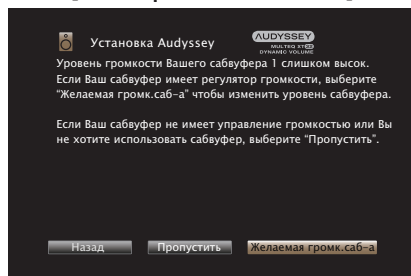 Установка Audyssey
AUDYSSEY
MULTEQ XT32
DYNAMIC VOLUME
Уровень громкости Вашего сабвуфера 1 слишком высок.
Если Ваш сабвуфер имеет регулятор громкости, выберите
“Желаемая громк.саб-а” чтобы изменить уровень сабвуфера.
Если Ваш сабвуфер не имеет управление громкостью или Вы
не хотите использовать сабвуфер, выберите “Пропустить”.
Назад Пропустить Желаемая громк.саб-а